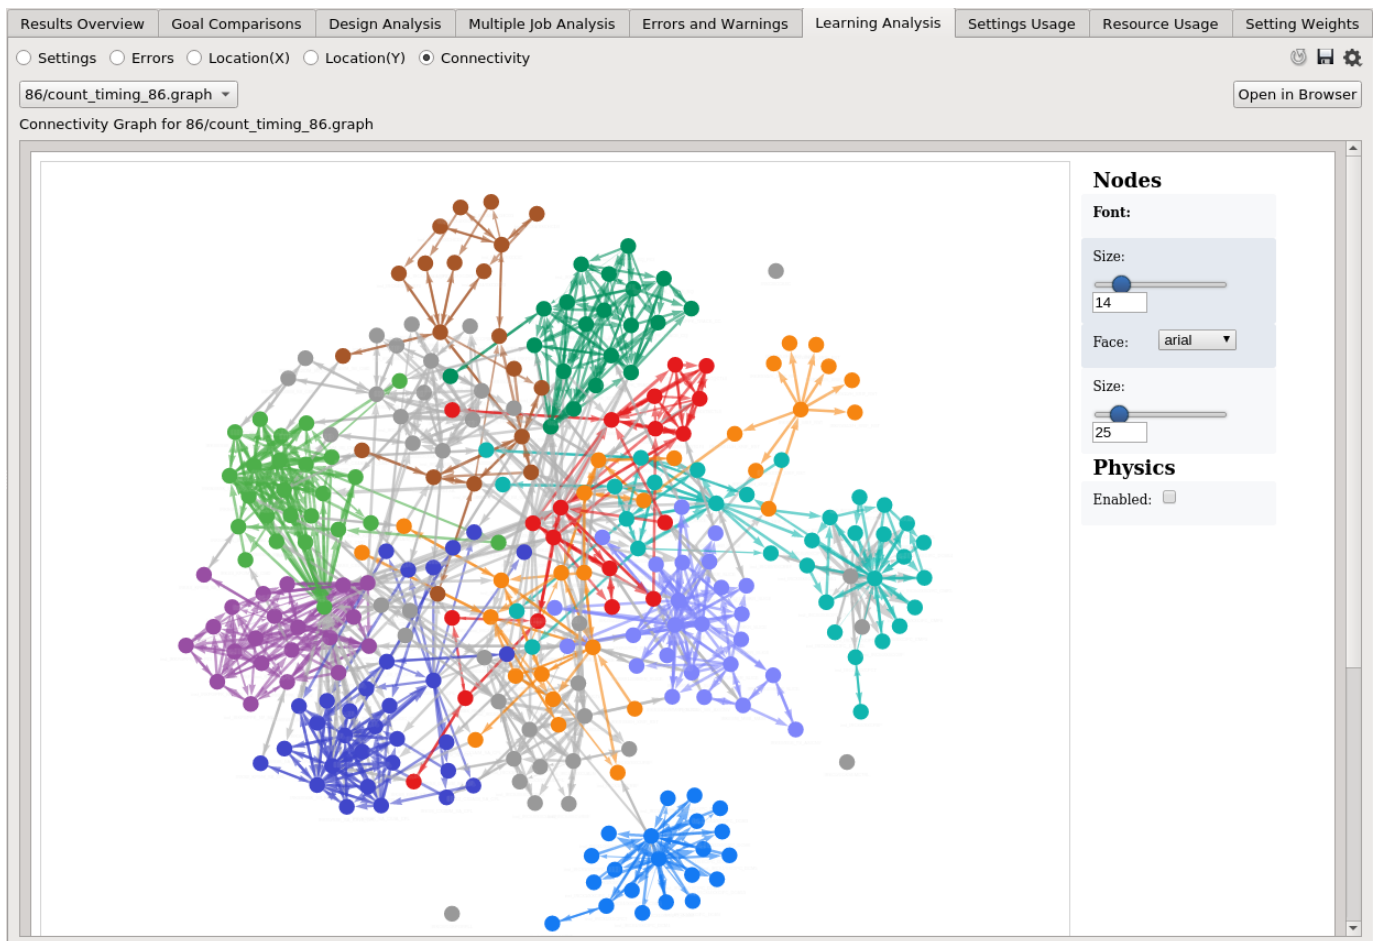 Results Overview Goal Comparisons Design Analysis Multiple Job Analysis Errors and Warnings Learning Analysis Settings Usage Resource Usage Setting Weights
Settings Errors Location(X) Location(Y) Connectivity
86/count_timing_86.graph Open in Browser
Connectivity Graph for 86/count_timing_86.graph
Nodes
Font:
Size:
14
Face: arial
Size:
25
Physics
Enabled: